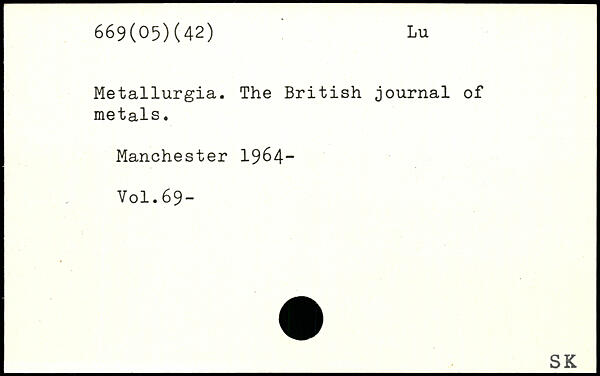 669(05)(42) Lu
Metallurgia. The British journal of
metals.
Manchester 1964-
Vol.69-
SK